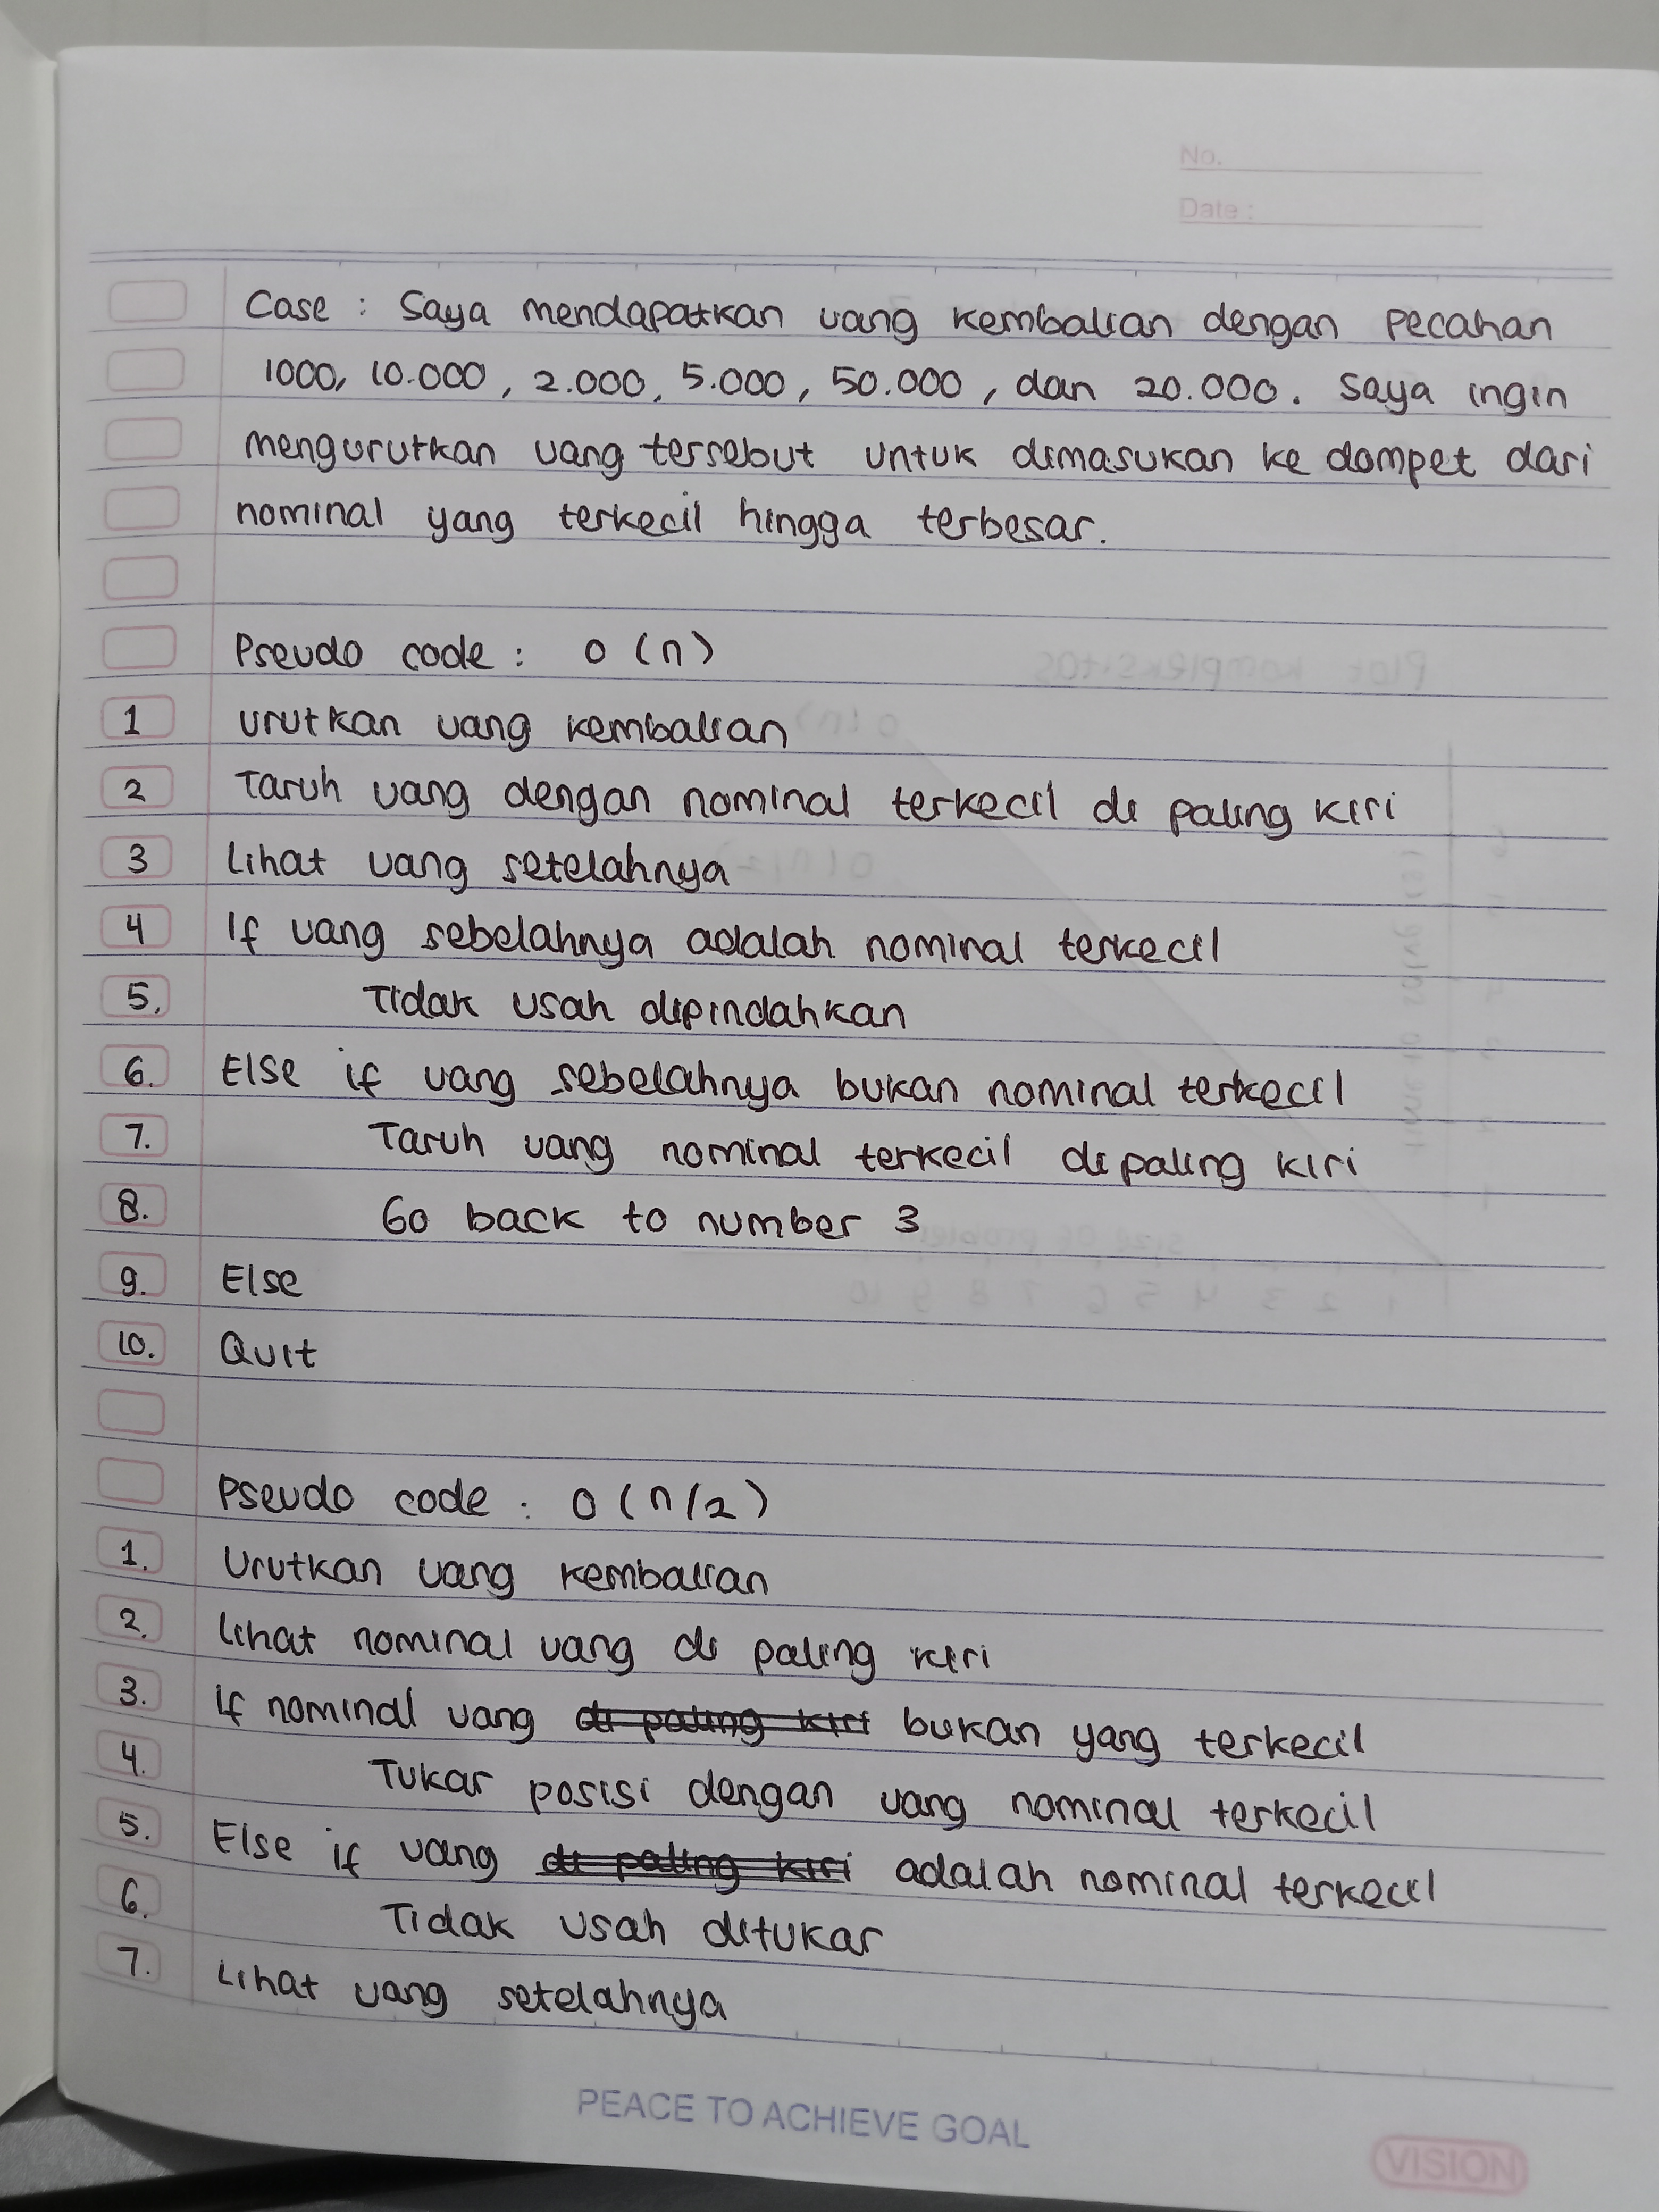 No.
Date :
Case : Saya mendapatkan uang kembalian dengan pecahan
1000, 10.000, 2.000, 5.000, 50.000, dan 20.000. Saya ingin
mengurutkan uang tersebut untuk dimasukan ke dompet dari
nominal yang terkecil hingga terbesar.
Pseudo code : O (n)
1 Urutkan uang kembalian
2 Taruh uang dengan nominal terkecil di paling kiri
3 Lihat uang setelahnya
4 If uang sebelahnya adalah nominal terkecil
5. Tidak usah dipindahkan
6. Else if uang sebelahnya bukan nominal terkecil
7. Taruh uang nominal terkecil di paling kiri
8. Go back to number 3
9. Else
10. Quit
Pseudo code : O (n/2)
1. Urutkan uang kembalian
2. Lihat nominal uang di paling kiri
3. If nominal uang di paling kiri bukan yang terkecil
4. Tukar posisi dengan uang nominal terkecil
5. Else if uang di paling kiri adalah nominal terkecil
6. Tidak usah ditukar
7. Lihat uang setelahnya
PEACE TO ACHIEVE GOAL
VISION